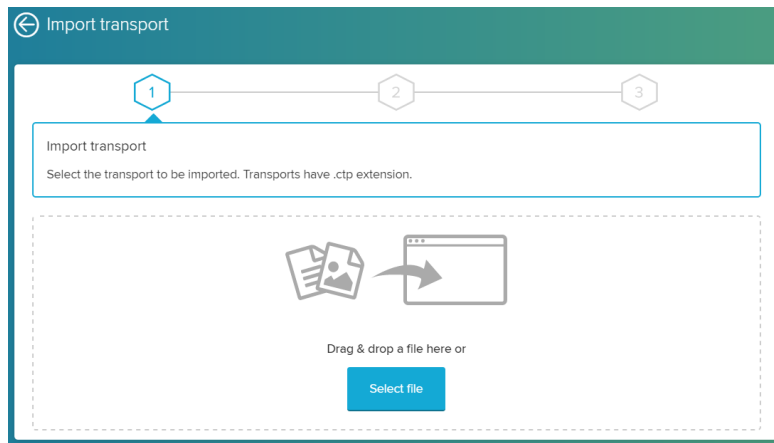 Import transport
1 2 3
Import transport
Select the transport to be imported. Transports have .ctp extension.
Drag & drop a file here or
Select file